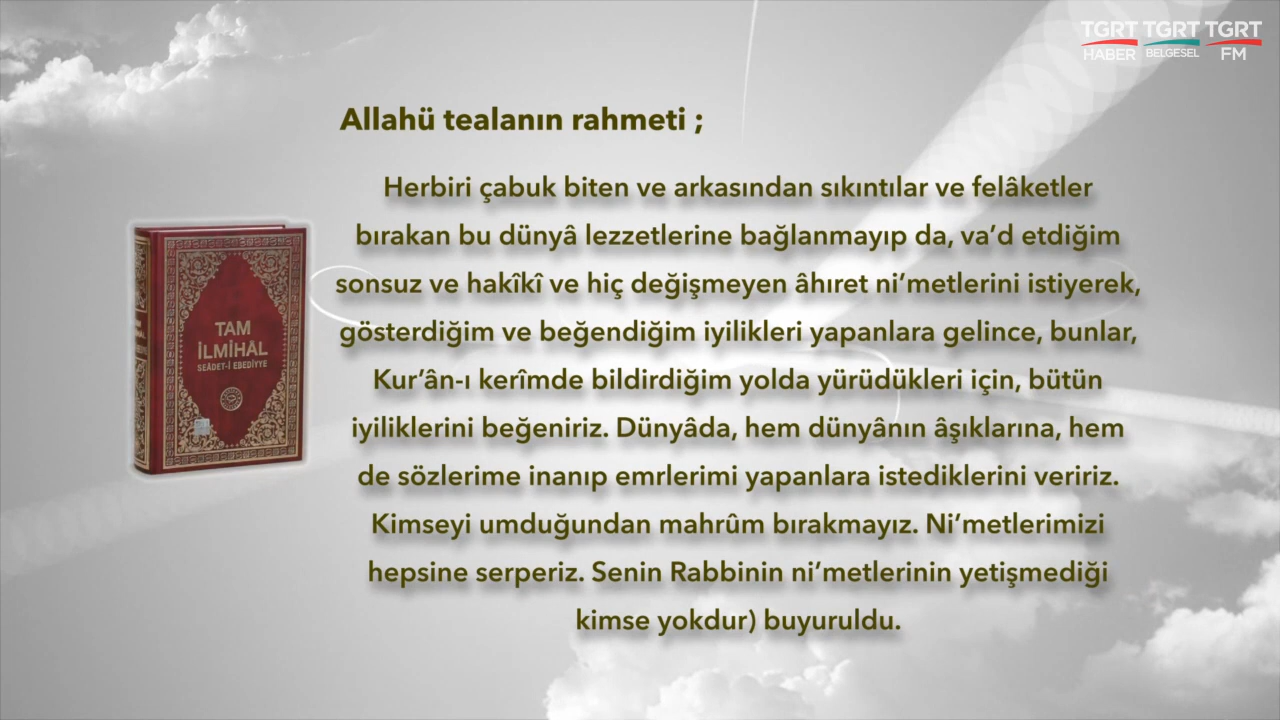 TGRT TGRT TGRT
HABER BELGESEL FM
Allahü tealanın rahmeti ;
Herbiri çabuk biten ve arkasından sıkıntılar ve felâketler
bırakan bu dünyâ lezzetlerine bağlanmayıp da, va’d etdiğim
sonsuz ve hakîkî ve hiç değişmeyen âhıret ni’metlerini istiyerek,
gösterdiğim ve beğendiğim iyilikleri yapanlara gelince, bunlar,
Kur’ân-ı kerîmde bildirdiğim yolda yürüdükleri için, bütün
iyiliklerini beğeniriz. Dünyâda, hem dünyânın âşıklarına, hem
de sözlerime inanıp emrlerimi yapanlara istediklerini veririz.
Kimseyi umduğundan mahrûm bırakmayız. Ni’metlerimizi
hepsine serperiz. Senin Rabbinin ni’metlerinin yetişmediği
kimse yokdur) buyuruldu.
TAM
İLMİHÂL
SEÂDET-İ EBEDİYYE